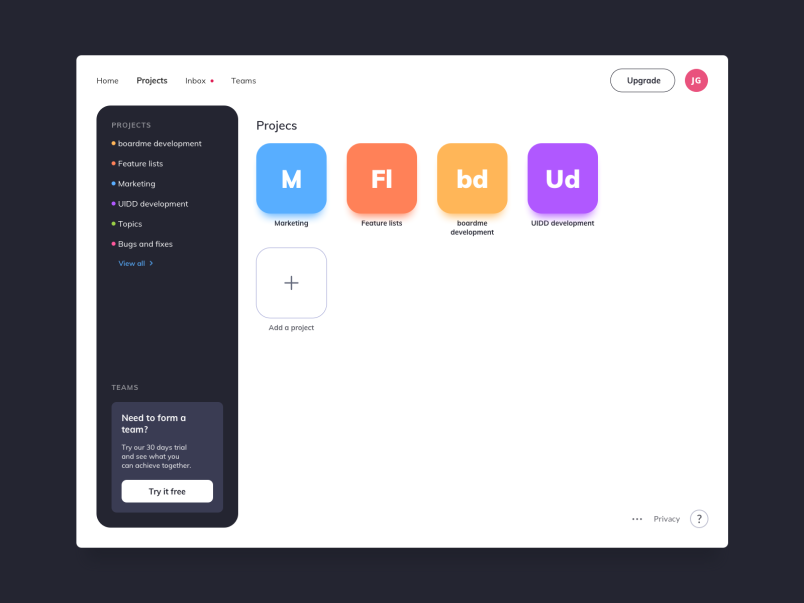 Home Projects Inbox Teams Upgrade JG
PROJECTS
boardme development
Feature lists
Marketing
UIDD development
Topics
Bugs and fixes
View all
TEAMS
Need to form a
team?
Try our 30 days trial
and see what you
can achieve together.
Try it free
Projecs
M Fl bd Ud
Marketing Feature lists boardme UIDD development
development
Add a project
Privacy ?